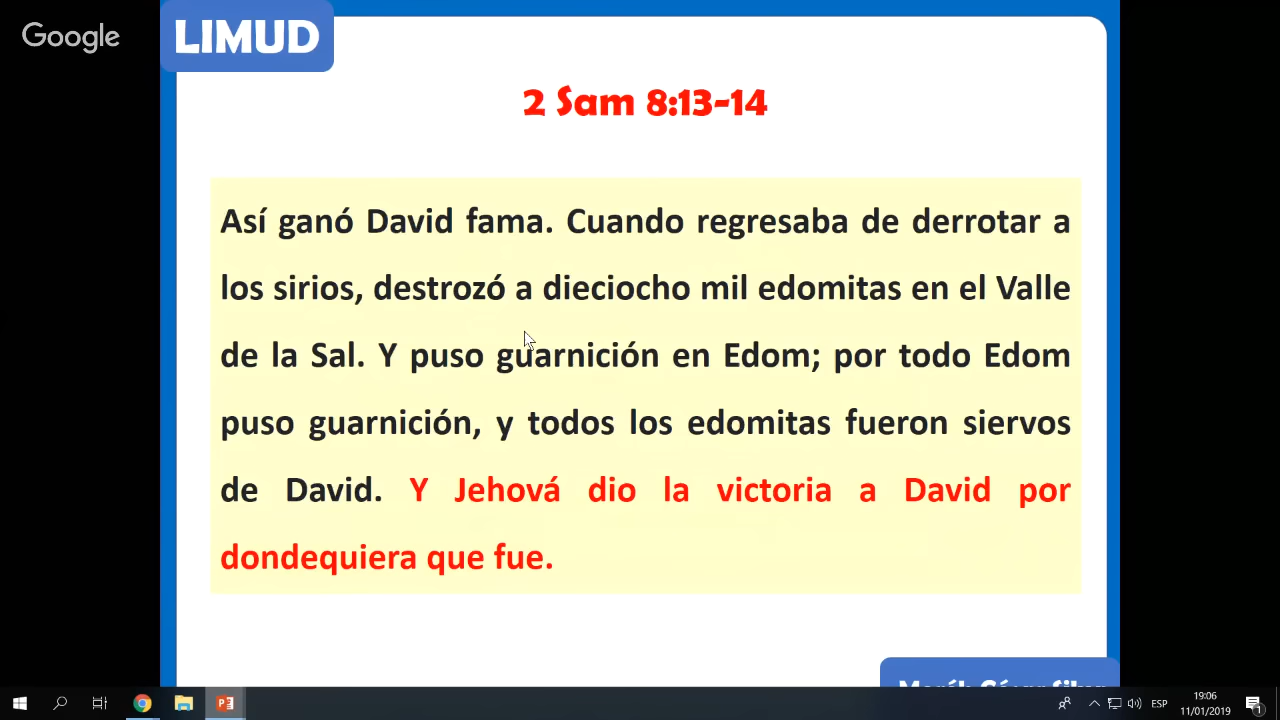 Google
LIMUD
2 Sam 8:13-14
Así ganó David fama. Cuando regresaba de derrotar a
los sirios, destrozó a dieciocho mil edomitas en el Valle
de la Sal. Y puso guarnición en Edom; por todo Edom
puso guarnición, y todos los edomitas fueron siervos
de David. Y Jehová dio la victoria a David por
dondequiera que fue.
ESP
19:06
11/01/2019
1